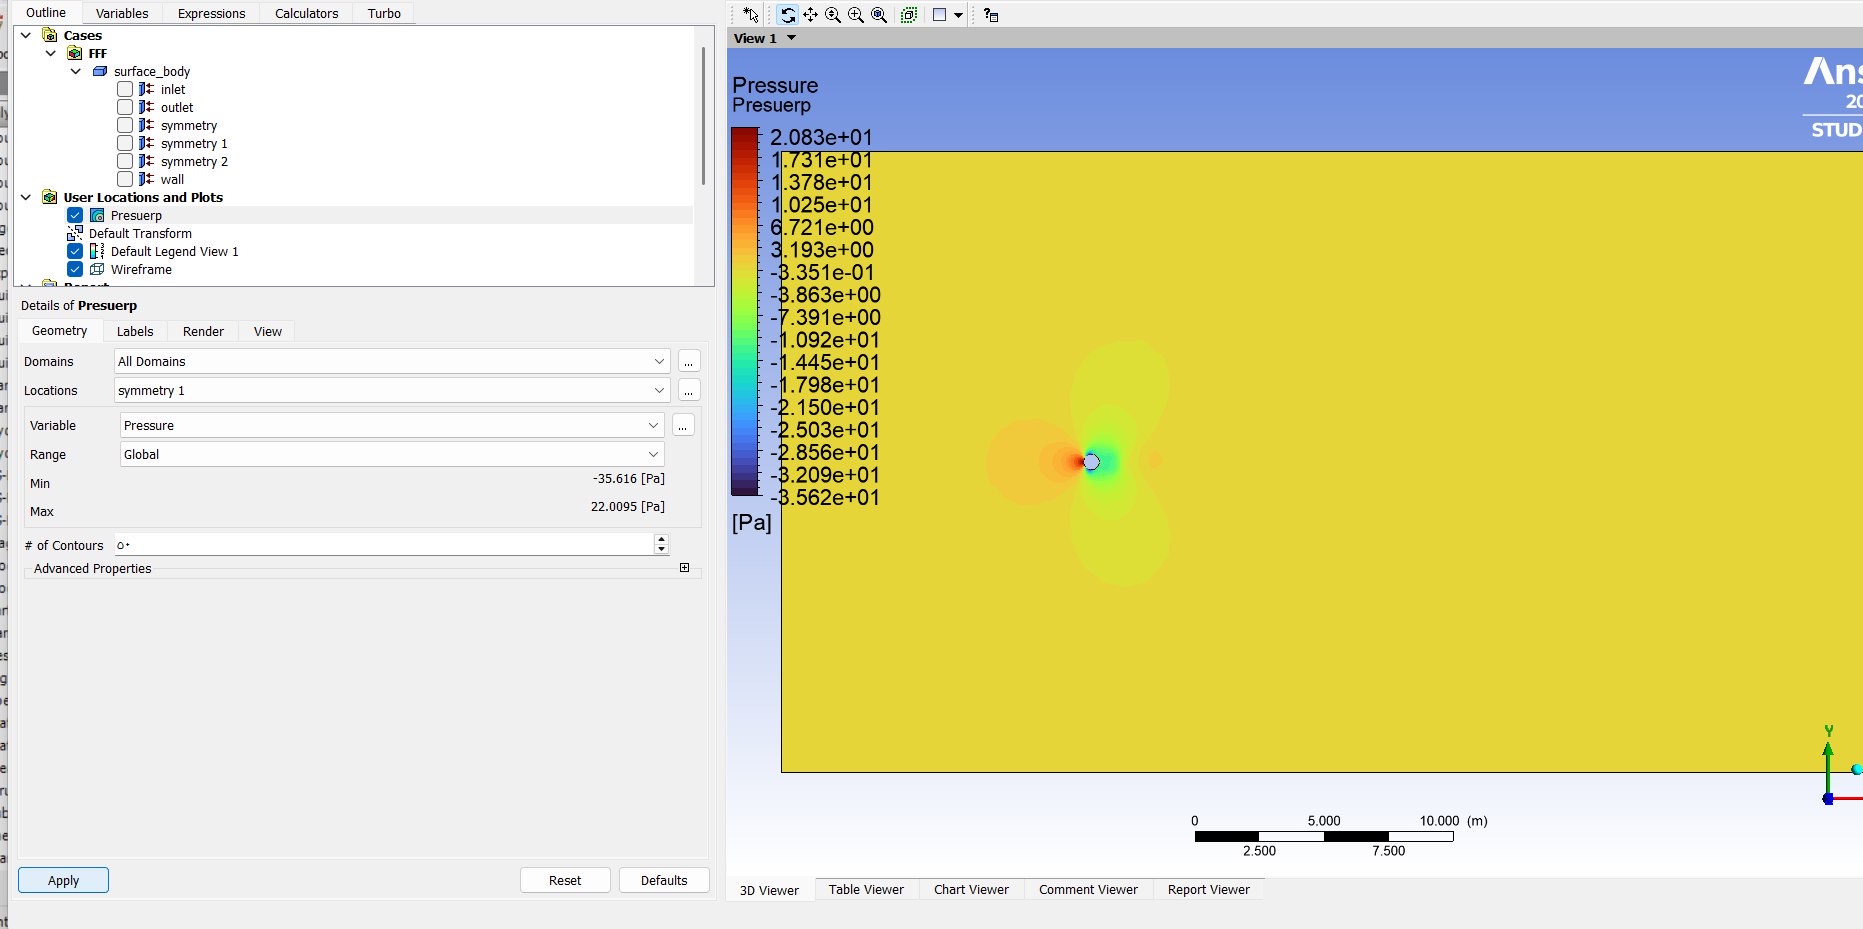 Outline Variables Expressions Calculators Turbo
Cases
FFF
surface_body
inlet
outlet
symmetry
symmetry 1
symmetry 2
wall
User Locations and Plots
Presuerp
Default Transform
Default Legend View 1
Wireframe
Details of Presuerp
Geometry Labels Render View
Domains All Domains ...
Locations symmetry 1 ...
Variable Pressure ...
Range Global
Min -35.616 [Pa]
Max 22.0095 [Pa]
# of Contours ٥٠
Advanced Properties
Apply Reset Defaults
View 1
Pressure
Presuerp
2.083e+01
1.731e+01
1.378e+01
1.025e+01
6.721e+00
3.193e+00
-3.351e-01
-3.863e+00
-7.391e+00
-1.092e+01
-1.445e+01
-1.798e+01
-2.150e+01
-2.503e+01
-2.856e+01
-3.209e+01
-3.562e+01
[Pa]
Ans
20
STUD
Y
0 5.000 10.000 (m)
2.500 7.500
3D Viewer Table Viewer Chart Viewer Comment Viewer Report Viewer